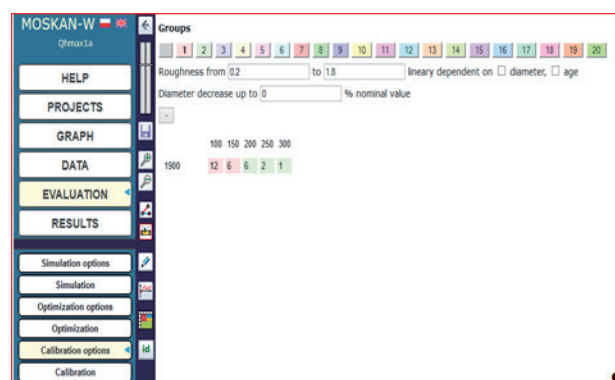 MOSKAN-W
Qhmax1a
HELP
PROJECTS
GRAPH
DATA
EVALUATION
RESULTS
Simulation options
Simulation
Optimization options
Optimization
Calibration options
Calibration
Id
Groups
1 2 3 4 5 6 7 8 9 10 11 12 13 14 15 16 17 18 19 20
Roughness from 0.2 to 1.8 lineary dependent on diameter, age
Diameter decrease up to 0 % nominal value
-
100 150 200 250 300
1900 12 6 6 2 1